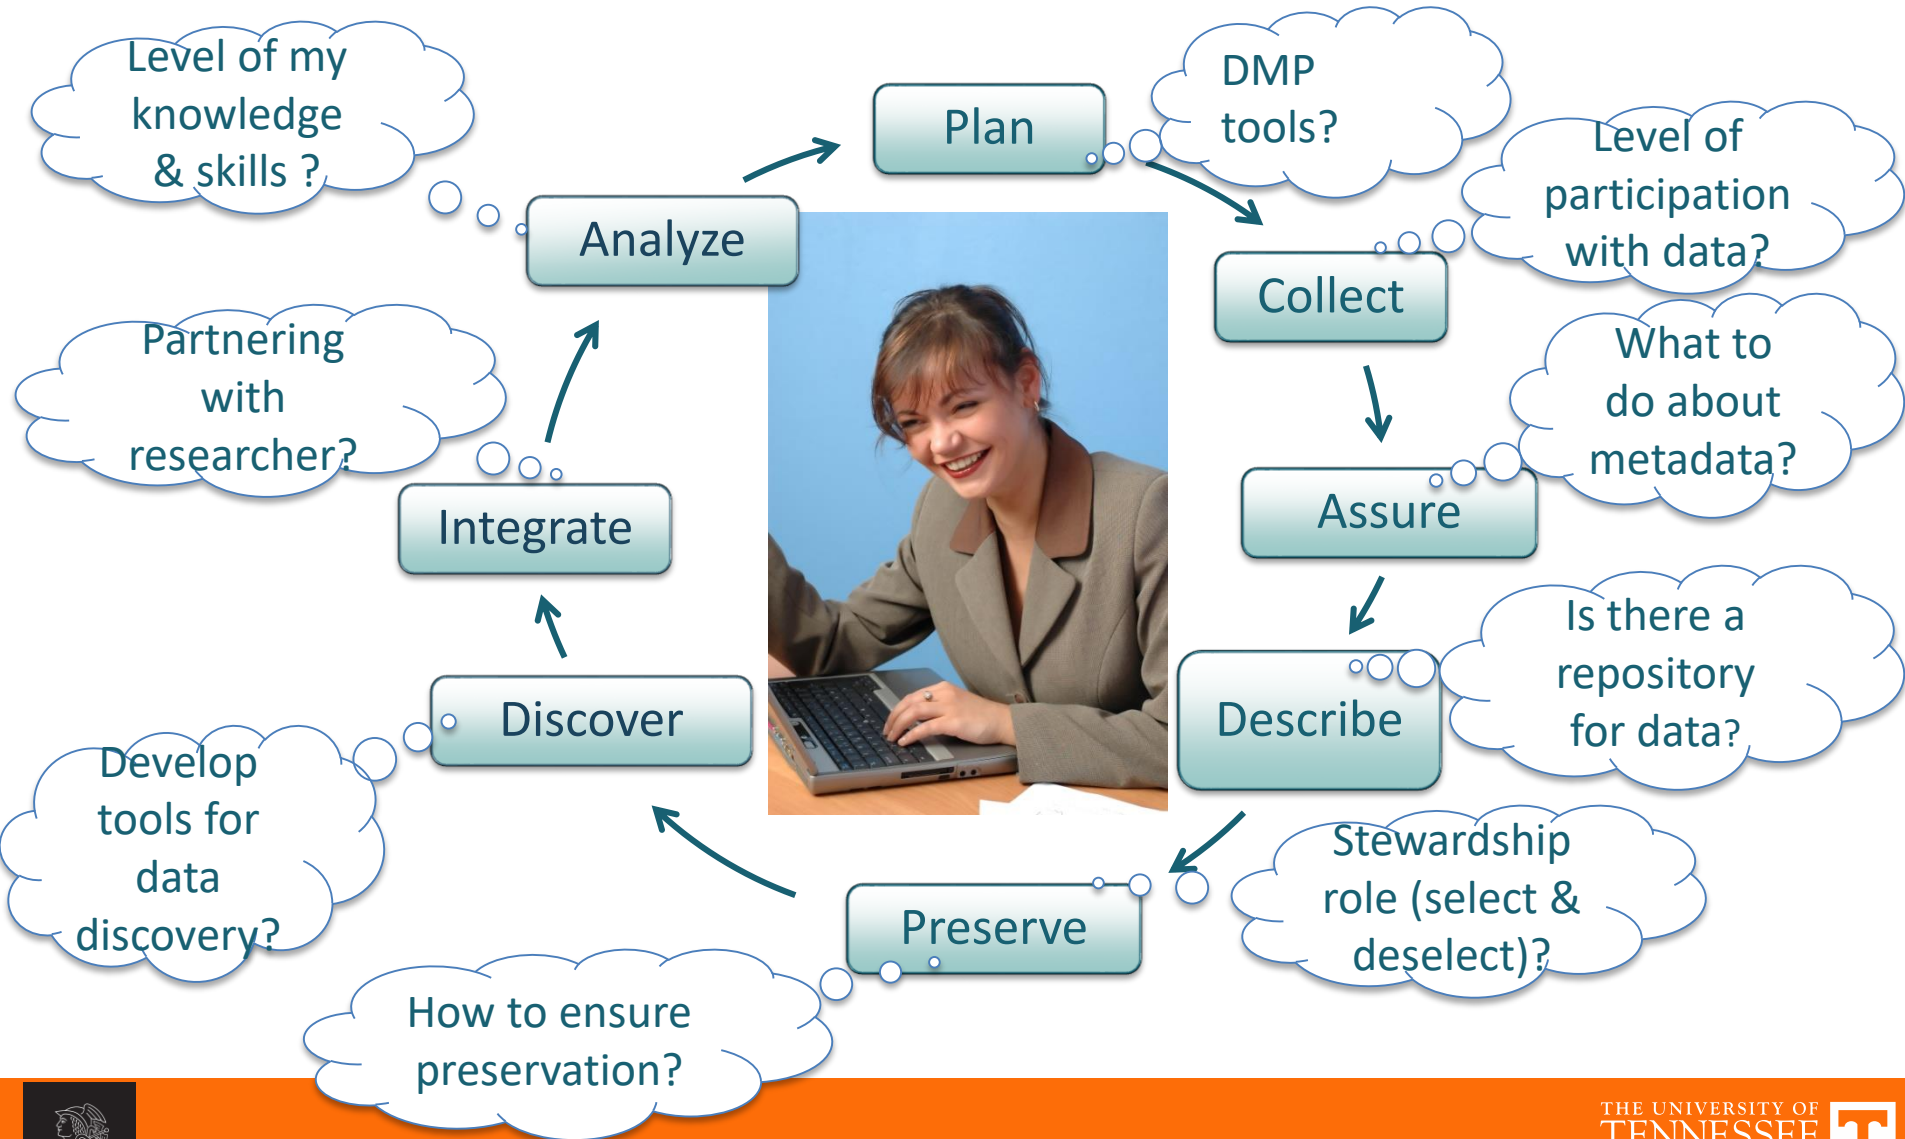 Level of my
knowledge
& skills ?
Plan
DMP
tools?
Level of
participation
with data?
Analyze
Collect
Partnering
with
researcher?
What to
do about
metadata?
Integrate
Assure
Is there a
repository
for data?
Discover
Describe
Develop
tools for
data
discovery?
Stewardship
role (select &
deselect)?
Preserve
How to ensure
preservation?
THE UNIVERSITY OF
TENNESSEE
T